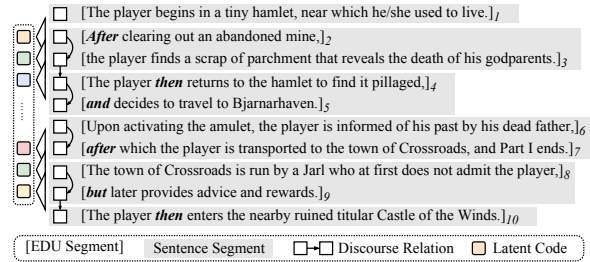 [The player begins in a tiny hamlet, near which he/she used to live.]1
[After clearing out an abandoned mine,]2
[the player finds a scrap of parchment that reveals the death of his godparents.]3
[The player then returns to the hamlet to find it pillaged,]4
[and decides to travel to Bjarnarhaven.]5
[Upon activating the amulet, the player is informed of his past by his dead father,]6
[after which the player is transported to the town of Crossroads, and Part I ends.]7
[The town of Crossroads is run by a Jarl who at first does not admit the player,]8
[but later provides advice and rewards.]9
[The player then enters the nearby ruined titular Castle of the Winds.]10
[EDU Segment] Sentence Segment Discourse Relation Latent Code